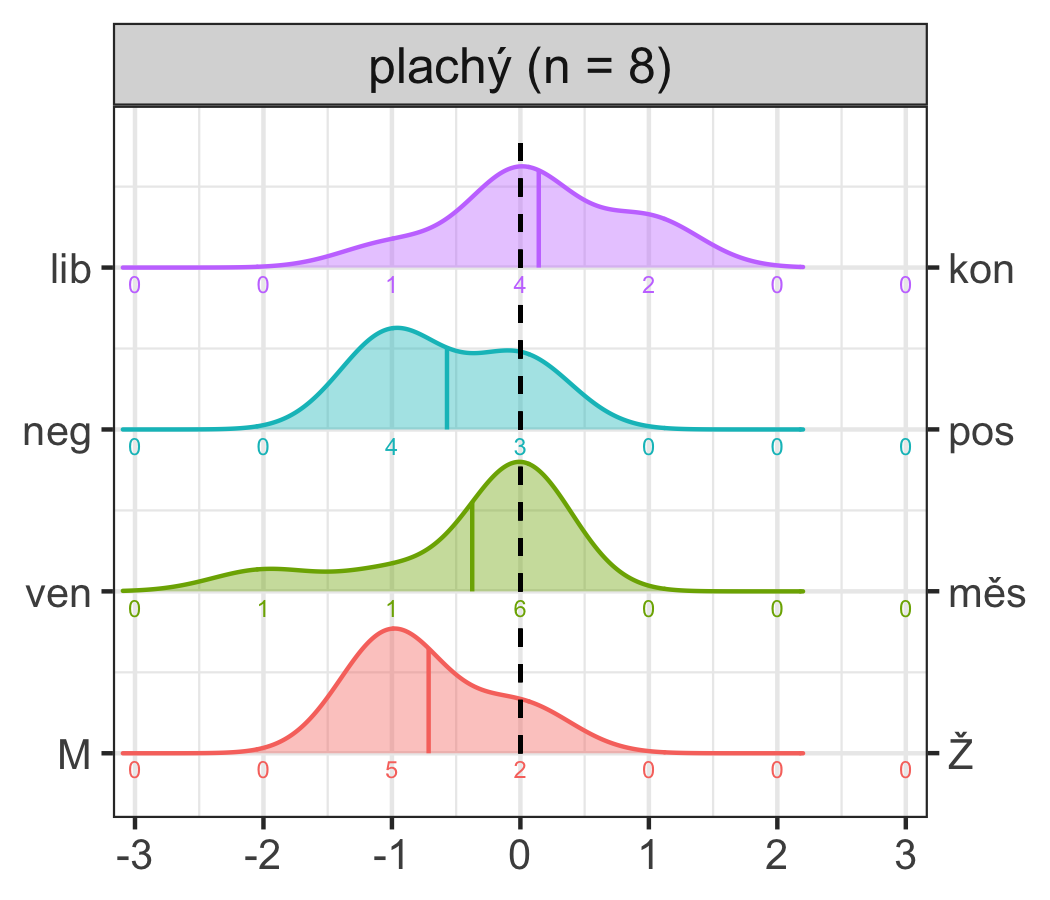 plachý (n = 8)
lib kon
0 0 1 4 2 0 0
neg pos
0 0 4 3 0 0 0
ven měs
0 1 1 6 0 0 0
M Ž
0 0 5 2 0 0 0
-3 -2 -1 0 1 2 3